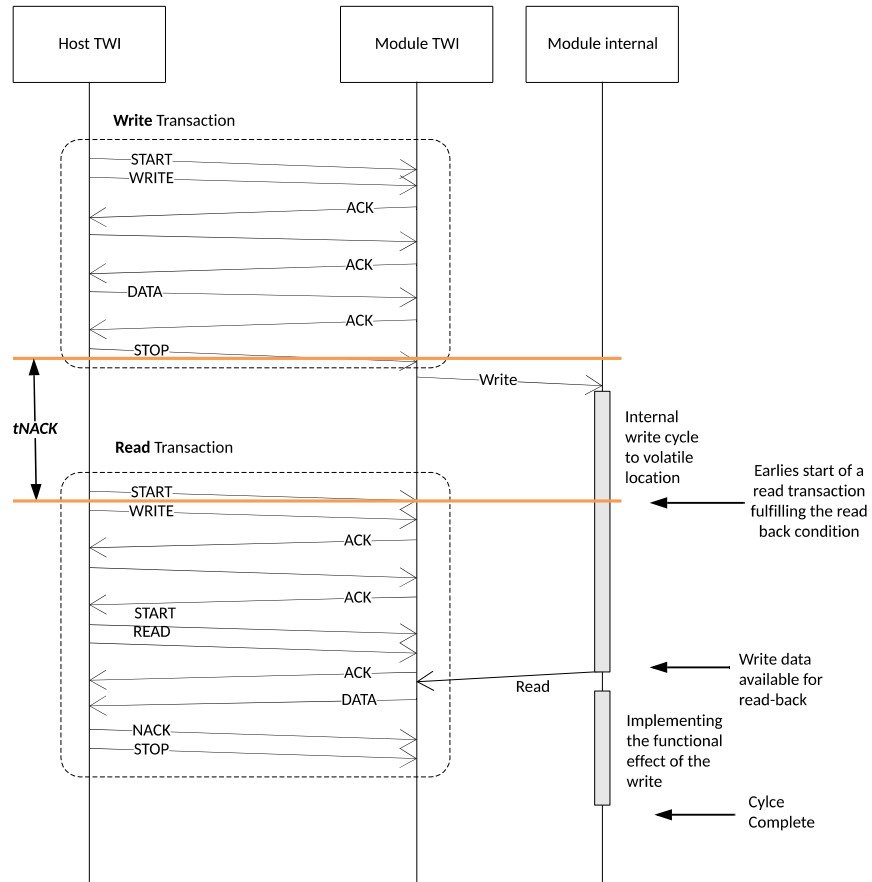 Host TWI
Module TWI
Module internal
Write Transaction
START
WRITE
ACK
ACK
DATA
ACK
STOP
Write
tNACK
Internal
write cycle
to volatile
location
Read Transaction
Earlies start of a
read transaction
fulfilling the read
back condition
START
WRITE
ACK
ACK
START
READ
ACK
Read
Write data
available for
read-back
DATA
NACK
STOP
Implementing
the functional
effect of the
write
Cylce
Complete